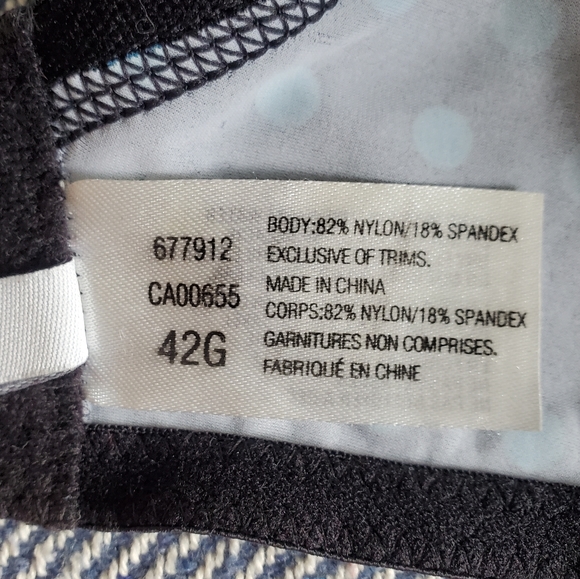 677912
CA00655
42G
BODY:82% NYLON/18% SPANDEX
EXCLUSIVE OF TRIMS.
MADE IN CHINA
CORPS:82% NYLON/18% SPANDEX
GARNITURES NON COMPRISES.
FABRIQUÉ EN CHINE